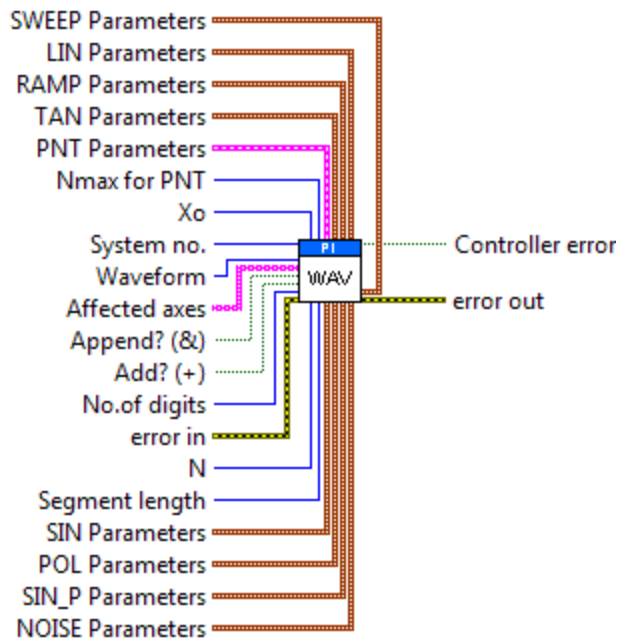 SWEEP Parameters
LIN Parameters
RAMP Parameters
TAN Parameters
PNT Parameters
Nmax for PNT
Xo
System no.
PI
Controller error
Waveform
WAV
Affected axes
error out
Append? (&)
Add? (+)
No.of digits
error in
N
Segment length
SIN Parameters
POL Parameters
SIN_P Parameters
NOISE Parameters